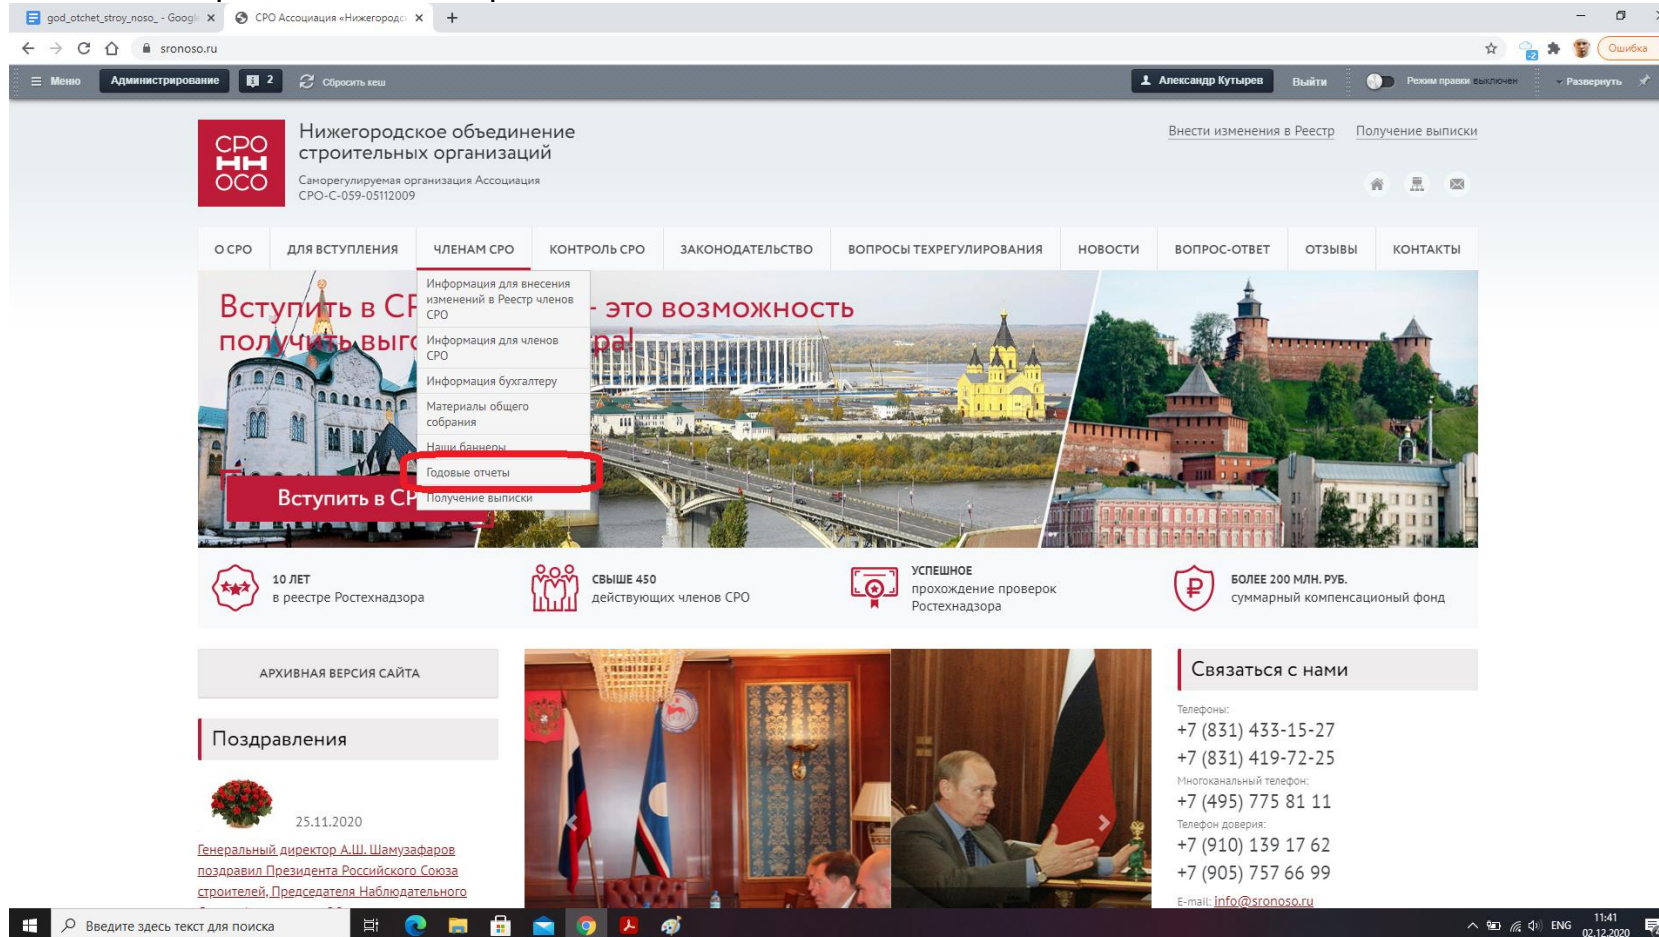 god_otchet_stroy_noso_ - Googl
СРО Ассоциация «Нижегородс
sronoso.ru
Ошибка
Меню
Администрирование
2
Сбросить кеш
Александр Кутырев
Выйти
Режим правки выключен
Развернуть
СРО
НН
ОСО
Нижегородское объединение
строительных организаций
Саморегулируемая организация Ассоциация
СРО-С-059-05112009
Внести изменения в Реестр
Получение выписки
О СРО
ДЛЯ ВСТУПЛЕНИЯ
ЧЛЕНАМ СРО
КОНТРОЛЬ СРО
ЗАКОНОДАТЕЛЬСТВО
ВОПРОСЫ ТЕХРЕГУЛИРОВАНИЯ
НОВОСТИ
ВОПРОС-ОТВЕТ
ОТЗЫВЫ
КОНТАКТЫ
Информация для внесения
изменений в Реестр членов
СРО
Информация для членов
СРО
Информация бухгалтеру
Материалы общего
собрания
Наши баннеры
Годовые отчеты
Получение выписки
Вступить в СР - это возможность
получить выго ра!
Вступить в СР
10 ЛЕТ
в реестре Ростехнадзора
СВЫШЕ 450
действующих членов СРО
УСПЕШНОЕ
прохождение проверок
Ростехнадзора
БОЛЕЕ 200 МЛН. РУБ.
суммарный компенсационый фонд
АРХИВНАЯ ВЕРСИЯ САЙТА
Поздравления
25.11.2020
Генеральный директор А.Ш. Шамузафаров
поздравил Президента Российского Союза
строителей, Председателя Наблюдательного
Связаться с нами
Телефоны:
+7 (831) 433-15-27
+7 (831) 419-72-25
Многоканальный телефон:
+7 (495) 775 81 11
Телефон доверия:
+7 (910) 139 17 62
+7 (905) 757 66 99
E-mail: info@sronoso.ru
Введите здесь текст для поиска
ENG
11:41
02.12.2020